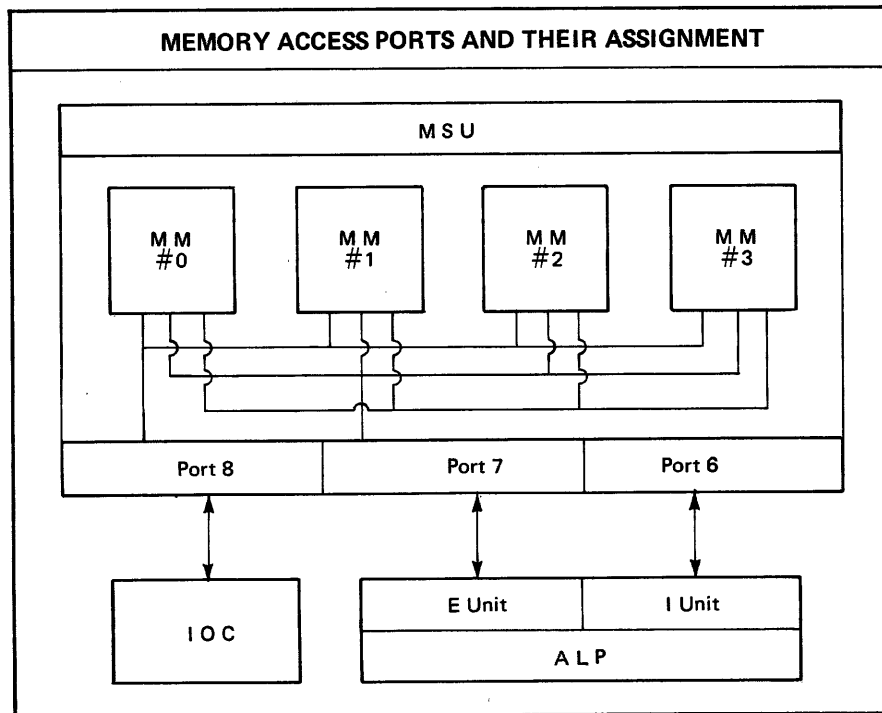 MEMORY ACCESS PORTS AND THEIR ASSIGNMENT
MSU
MM
#0
MM
#1
MM
#2
MM
#3
Port 8
Port 7
Port 6
IOC
E Unit
I Unit
ALP